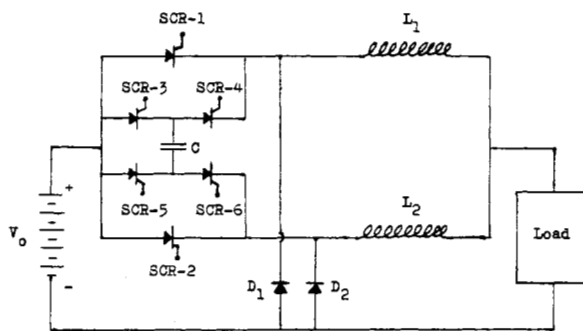 SCR-1
L1
SCR-3
SCR-4
C
+
SCR-5
SCR-6
L2
Vo
Load
SCR-2
-
D1
D2